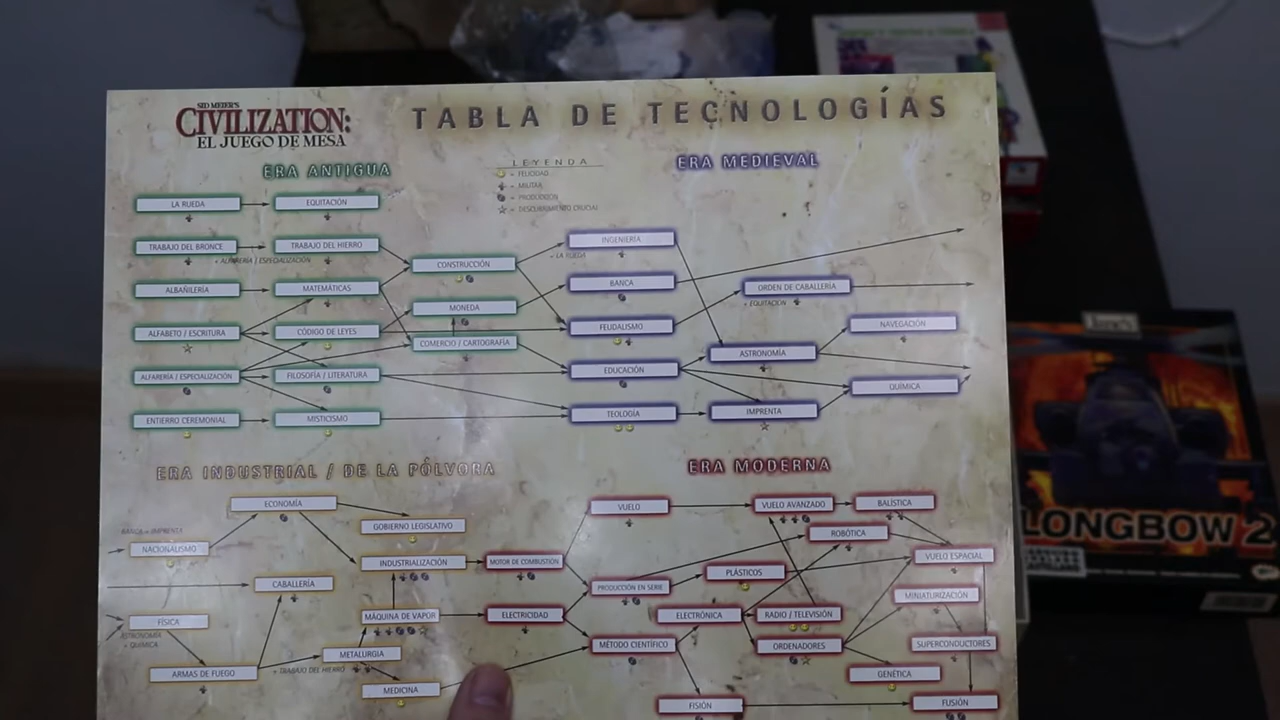 SID MEIER'S
CIVILIZATION:
EL JUEGO DE MESA
TABLA DE TECNOLOGÍAS
ERA ANTIGUA
LEYENDA
= FELICIDAD
= MILITAR
= PRODUCCIÓN
= DESCUBRIMIENTO CRUCIAL
ERA MEDIEVAL
LA RUEDA
EQUITACIÓN
TRABAJO DEL BRONCE
TRABAJO DEL HIERRO
+ ALFARERÍA / ESPECIALIZACIÓN
ALBAÑILERÍA
MATEMÁTICAS
ALFABETO / ESCRITURA
CÓDIGO DE LEYES
ALFARERÍA / ESPECIALIZACIÓN
FILOSOFÍA / LITERATURA
ENTIERRO CEREMONIAL
MISTICISMO
CONSTRUCCIÓN
MONEDA
COMERCIO / CARTOGRAFÍA
INGENIERÍA
+ LA RUEDA
BANCA
FEUDALISMO
EDUCACIÓN
TEOLOGÍA
ORDEN DE CABALLERÍA
+ EQUITACIÓN
ASTRONOMÍA
IMPRENTA
NAVEGACIÓN
QUÍMICA
ERA INDUSTRIAL / DE LA PÓLVORA
ECONOMÍA
GOBIERNO LEGISLATIVO
BANCA + IMPRENTA
NACIONALISMO
INDUSTRIALIZACIÓN
CABALLERÍA
FÍSICA
ASTRONOMÍA
+ QUÍMICA
MÁQUINA DE VAPOR
METALURGIA
ARMAS DE FUEGO
+ TRABAJO DEL HIERRO
MEDICINA
ERA MODERNA
VUELO
VUELO AVANZADO
BALÍSTICA
ROBÓTICA
MOTOR DE COMBUSTIÓN
VUELO ESPACIAL
PLÁSTICOS
PRODUCCIÓN EN SERIE
MINIATURIZACIÓN
ELECTRICIDAD
ELECTRÓNICA
RADIO / TELEVISIÓN
MÉTODO CIENTÍFICO
ORDENADORES
SUPERCONDUCTORES
GENÉTICA
FISIÓN
FUSIÓN
Jane's
LONGBOW 2